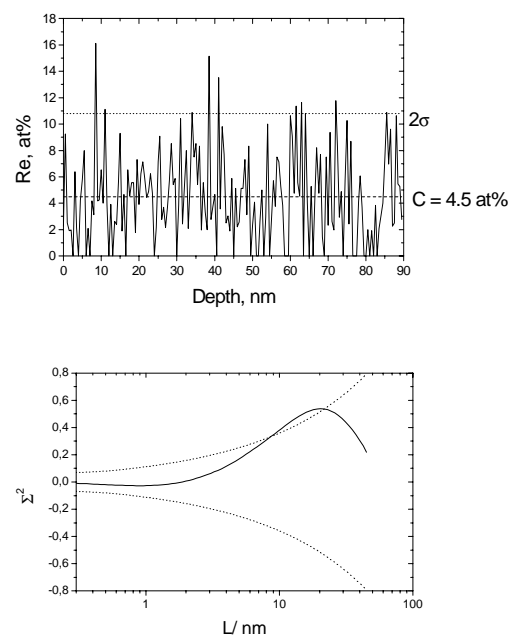 18
16
14
12
10
8
6
4
2
0
Re, at%
2σ
C = 4.5 at%
0 10 20 30 40 50 60 70 80 90
Depth, nm
0,8
0,6
0,4
0,2
0,0
-0,2
-0,4
-0,6
-0,8
Σ²
1 10 100
L/ nm